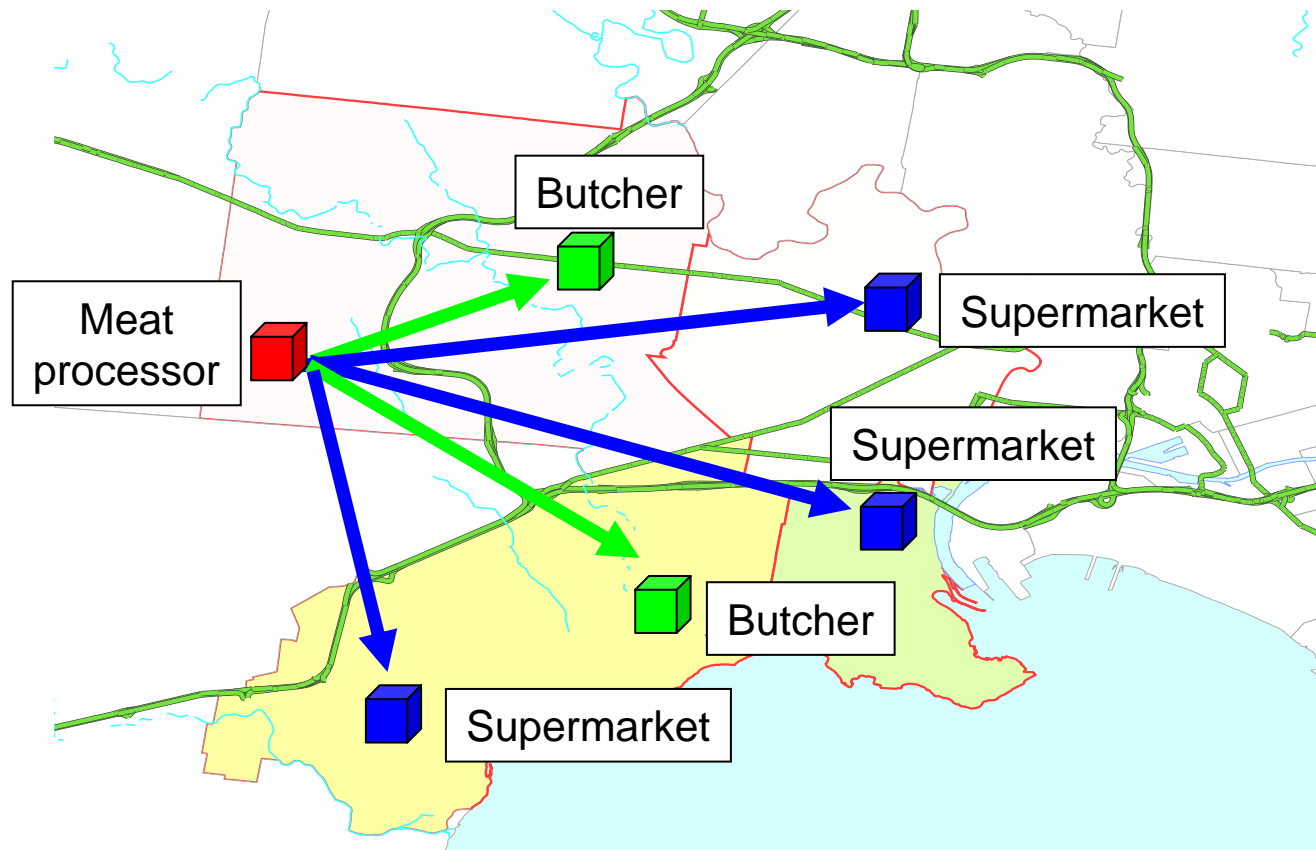 Butcher
Meat
processor
Supermarket
Supermarket
Butcher
Supermarket